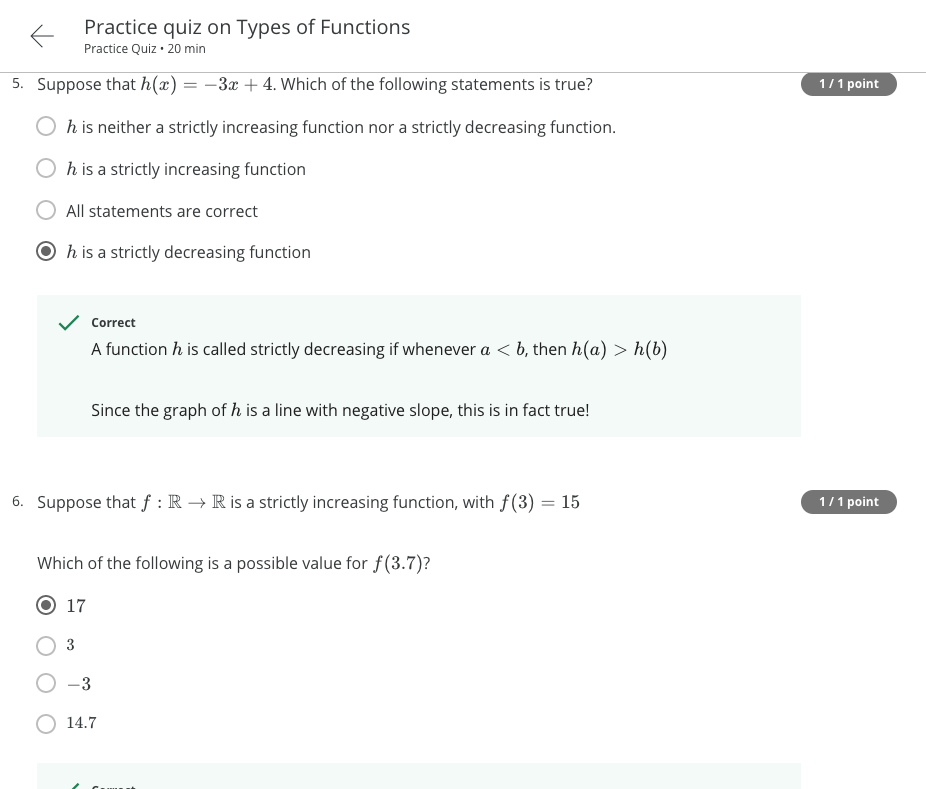 Practice quiz on Types of Functions
Practice Quiz • 20 min
5. Suppose that h(x) = −3x + 4. Which of the following statements is true?
1 / 1 point
h is neither a strictly increasing function nor a strictly decreasing function.
h is a strictly increasing function
All statements are correct
h is a strictly decreasing function
Correct
A function h is called strictly decreasing if whenever a < b, then h(a) > h(b)
Since the graph of h is a line with negative slope, this is in fact true!
6. Suppose that f : ℝ → ℝ is a strictly increasing function, with f(3) = 15
1 / 1 point
Which of the following is a possible value for f(3.7)?
17
3
−3
14.7
Correct